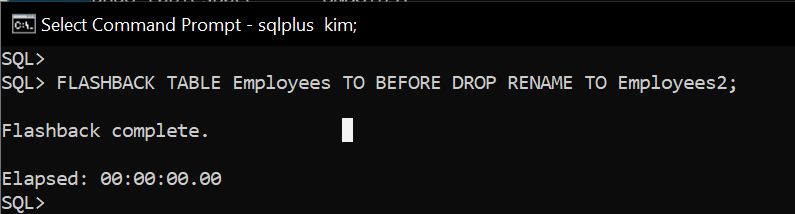 Select Command Prompt - sqlplus  kim;
SQL>
SQL> FLASHBACK TABLE Employees TO BEFORE DROP RENAME TO Employees2;
Flashback complete.
Elapsed: 00:00:00.00
SQL>